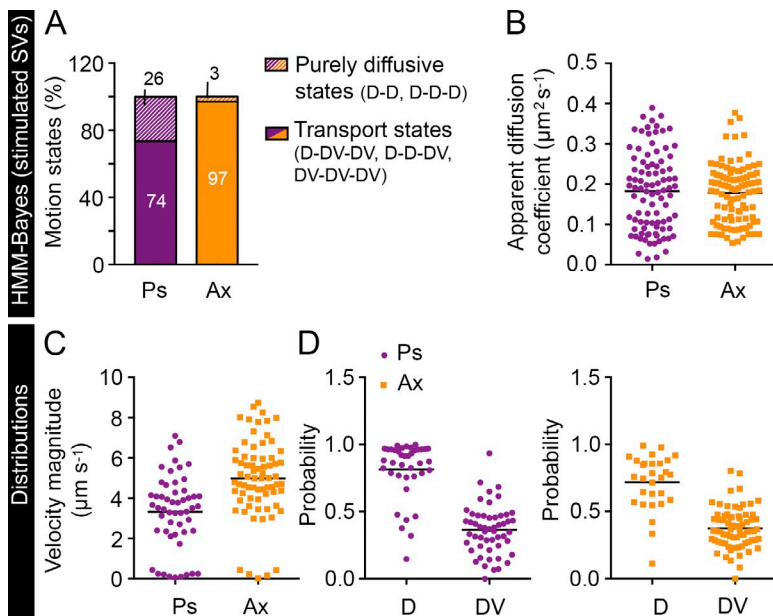 HMM-Bayes (stimulated SVs)
A
Motion states (%)
120
80
40
0
26
3
74
97
Ps
Ax
Purely diffusive
states (D-D, D-D-D)
Transport states
(D-DV-DV, D-D-DV,
DV-DV-DV)
B
Apparent diffusion
coefficient (μm² s⁻¹)
0.5
0.4
0.3
0.2
0.1
0.0
Ps
Ax
Distributions
C
Velocity magnitude
(μm s⁻¹)
10
8
6
4
2
0
Ps
Ax
D
Ps
Ax
Probability
1.5
1.0
0.5
0.0
D
DV
Probability
1.5
1.0
0.5
0.0
D
DV